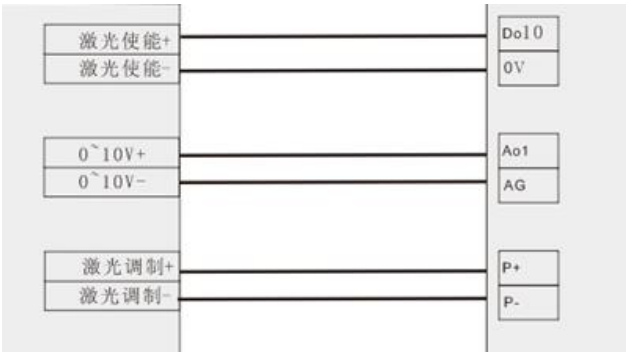 激光使能+ Do10
激光使能- 0V
0~10V+ Ao1
0~10V- AG
激光调制+ P+
激光调制- P-